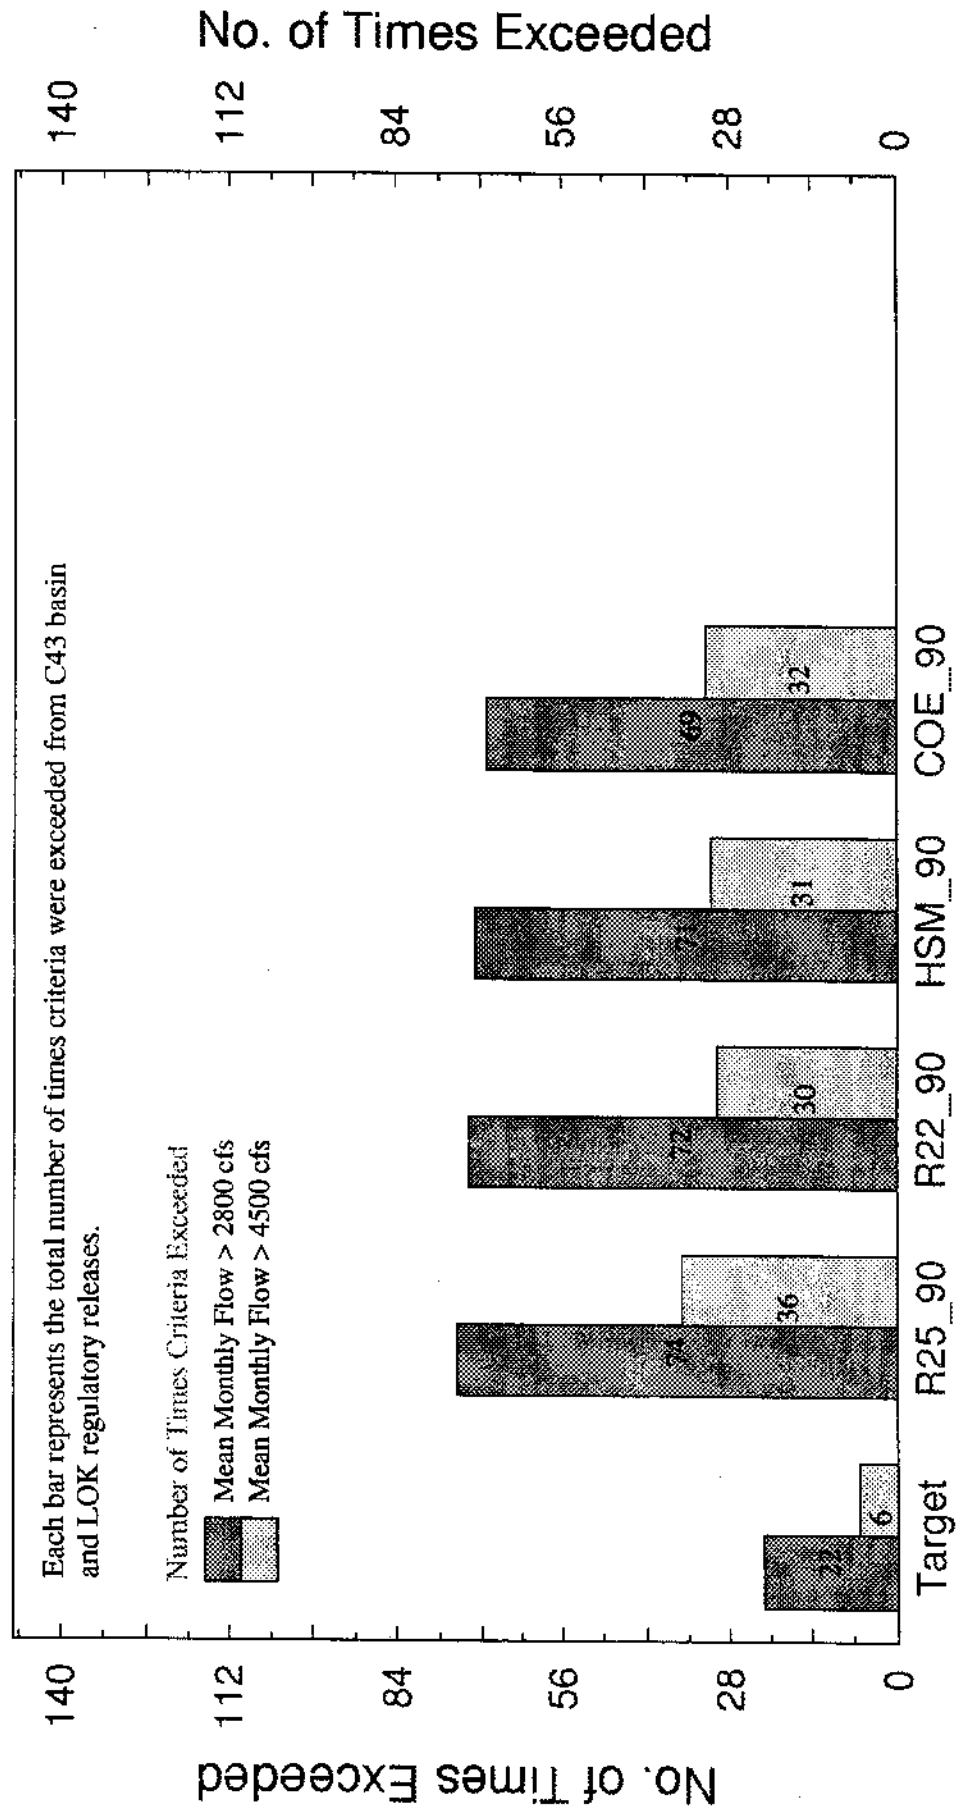 Each bar represents the total number of times criteria were exceeded from C43 basin
and LOK regulatory releases.
Number of Times Criteria Exceeded
Mean Monthly Flow > 2800 cfs
Mean Monthly Flow > 4500 cfs
No. of Times Exceeded
140
112
84
56
28
0
No. of Times Exceeded
140
112
84
56
28
0
22
6
74
36
72
30
71
31
69
32
Target
R25_90
R22_90
HSM_90
COE_90